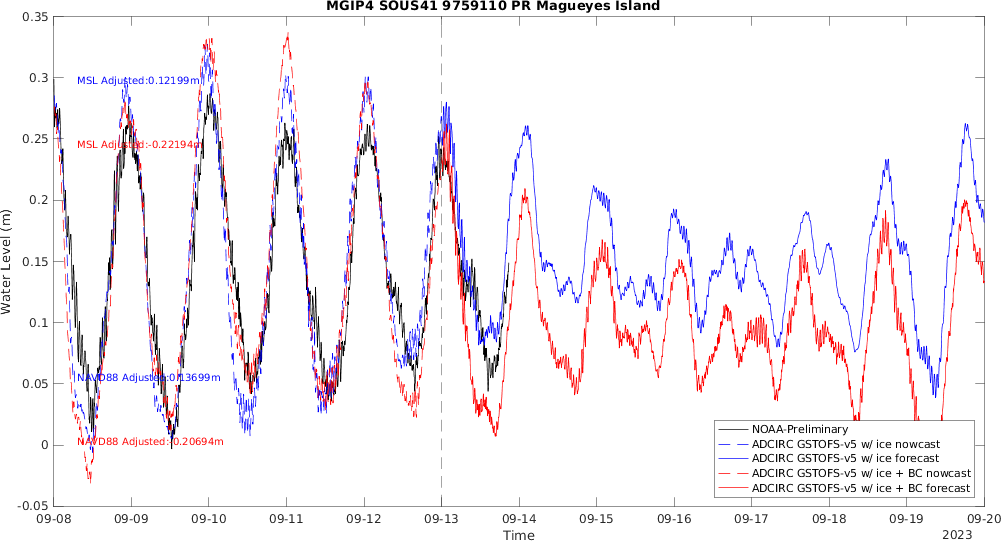 MGIP4 SOUS41 9759110 PR Magueyes Island
Water Level (m)
0.35
0.3
0.25
0.2
0.15
0.1
0.05
0
-0.05
MSL Adjusted:0.12199m
MSL Adjusted:-0.22194m
NAVD88 Adjusted:0.13699m
NAVD88 Adjusted:-0.20694m
NOAA-Preliminary
ADCIRC GSTOFS-v5 w/ ice nowcast
ADCIRC GSTOFS-v5 w/ ice forecast
ADCIRC GSTOFS-v5 w/ ice + BC nowcast
ADCIRC GSTOFS-v5 w/ ice + BC forecast
09-08 09-09 09-10 09-11 09-12 09-13 09-14 09-15 09-16 09-17 09-18 09-19 09-20
Time
2023